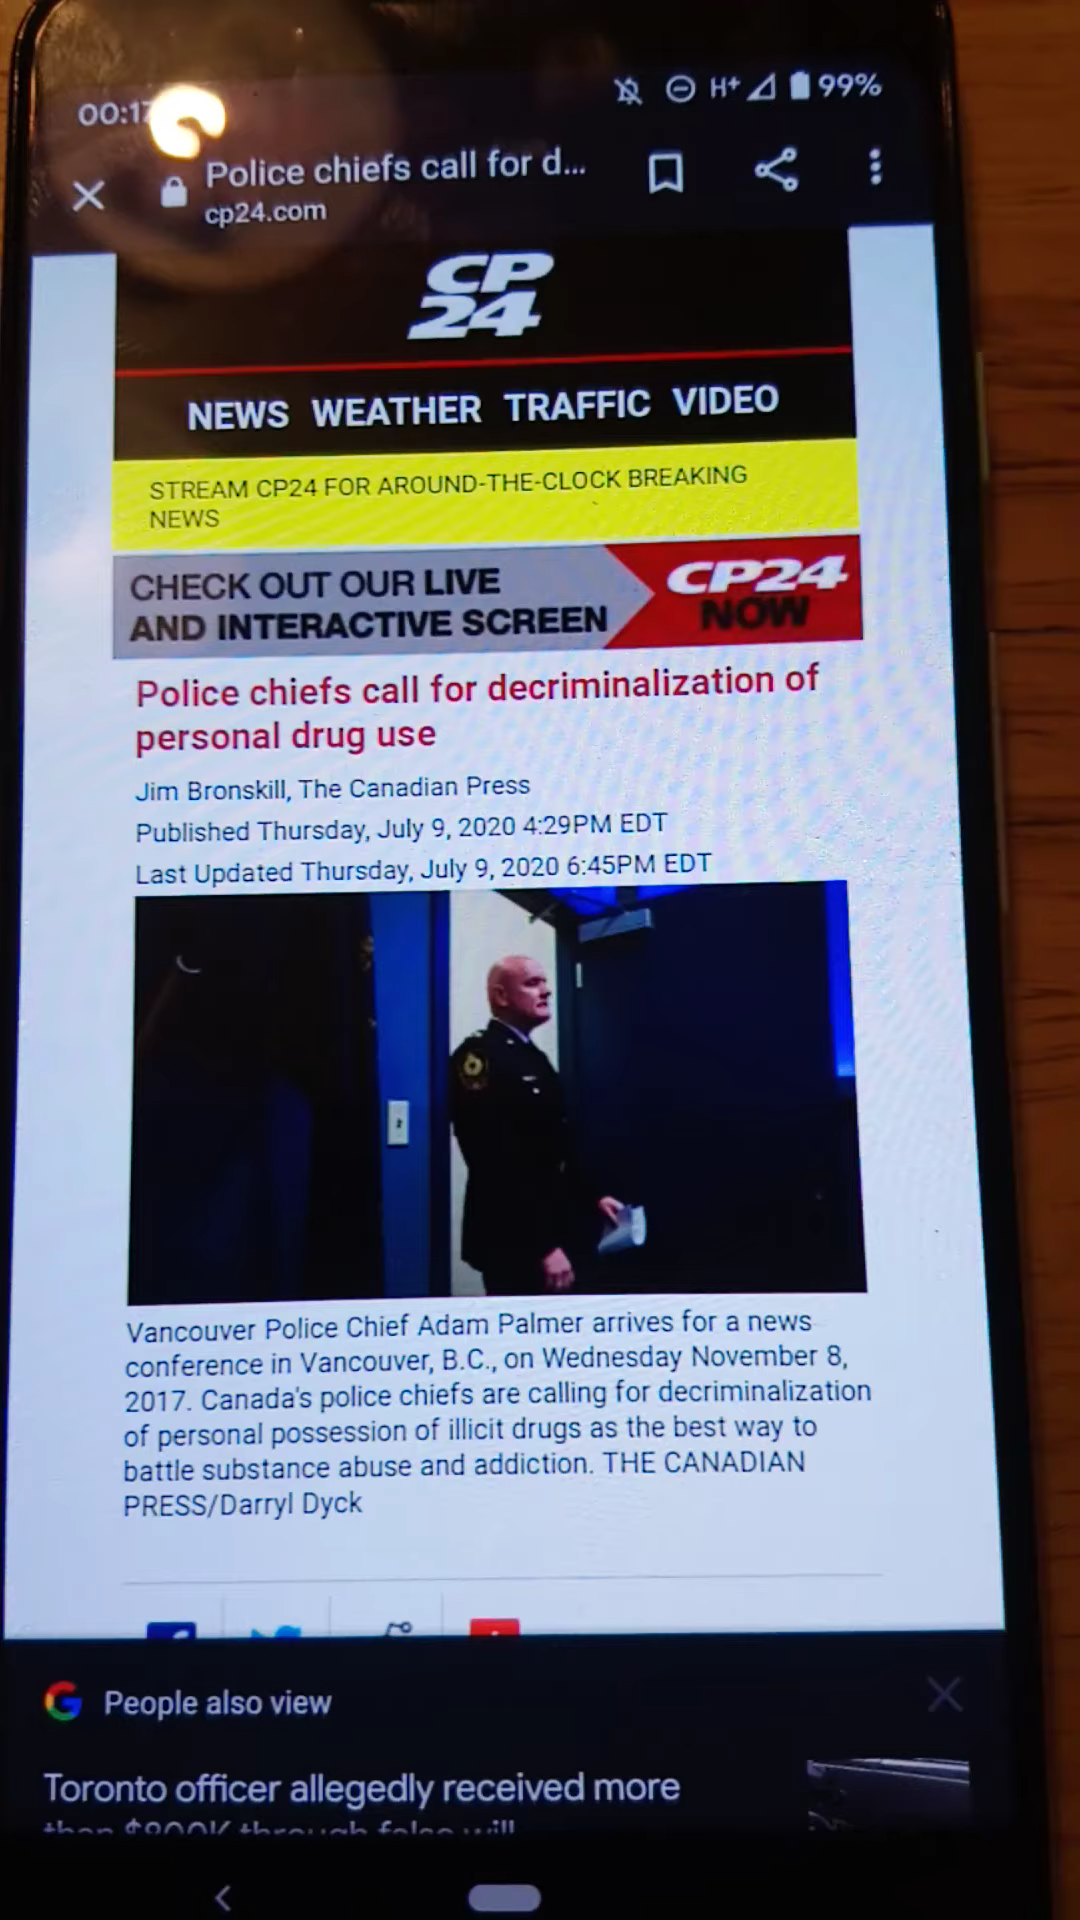 H+ 99%
Police chiefs call for d...
cp24.com
CP
24
NEWS WEATHER TRAFFIC VIDEO
STREAM CP24 FOR AROUND-THE-CLOCK BREAKING
NEWS
CHECK OUT OUR LIVE
AND INTERACTIVE SCREEN
CP24
NOW
Police chiefs call for decriminalization of
personal drug use
Jim Bronskill, The Canadian Press
Published Thursday, July 9, 2020 4:29PM EDT
Last Updated Thursday, July 9, 2020 6:45PM EDT
Vancouver Police Chief Adam Palmer arrives for a news
conference in Vancouver, B.C., on Wednesday November 8,
2017. Canada's police chiefs are calling for decriminalization
of personal possession of illicit drugs as the best way to
battle substance abuse and addiction. THE CANADIAN
PRESS/Darryl Dyck
People also view
Toronto officer allegedly received more
than $800K through false will